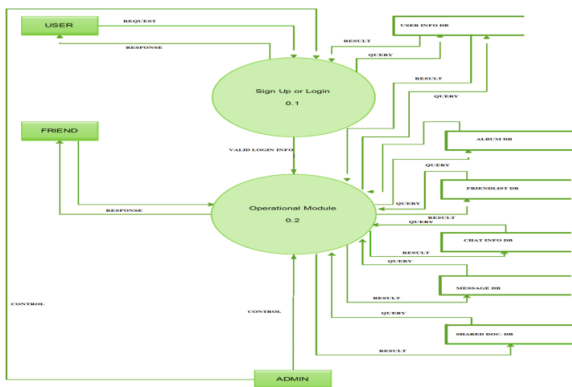 USER
REQUEST
USER INFO DB
RESPONSE
RESULT
QUERY
RESULT
QUERY
Sign Up or Login
0.1
FRIEND
VALID LOGIN INFO
ALBUM DB
QUERY
FRIENDLIST DB
QUERY
RESPONSE
Operational Module
0.2
RESULT
CHAT INFO DB
QUERY
RESULT
QUERY
MESSAGE DB
RESULT
QUERY
CONTROL
CONTROL
SHARED DOC. DB
RESULT
ADMIN